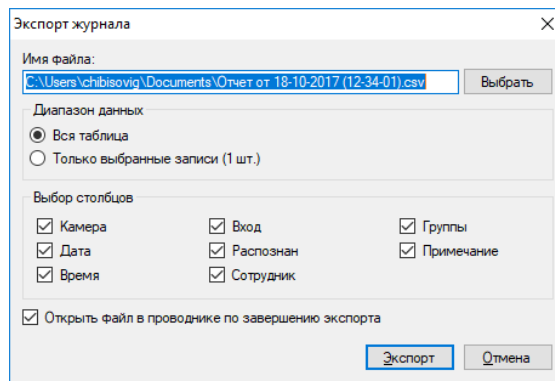 Экспорт журнала
Имя файла:
C:\Users\chibisovig\Documents\Отчет от 18-10-2017 (12-34-01).csv Выбрать
Диапазон данных
Вся таблица
Только выбранные записи (1 шт.)
Выбор столбцов
Камера Вход Группы
Дата Распознан Примечание
Время Сотрудник
Открыть файл в проводнике по завершению экспорта
Экспорт Отмена